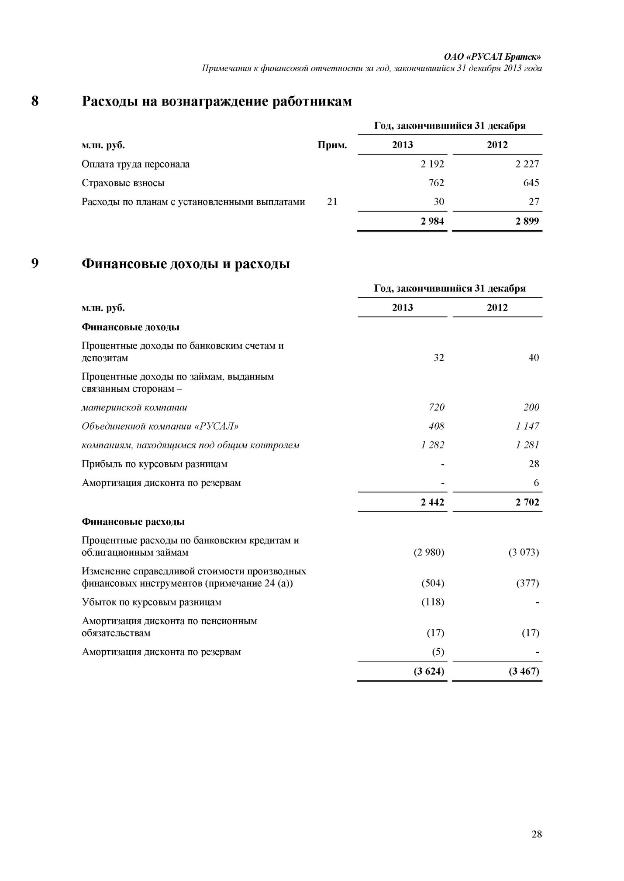 ОАО «РУСАЛ Братск»
Примечания к финансовой отчетности за год, закончившийся 31 декабря 2013 года
8 Расходы на вознаграждение работникам
Год, закончившийся 31 декабря
млн. руб. Прим. 2013 2012
Оплата труда персонала 2 192 2 227
Страховые взносы 762 645
Расходы по планам с установленными выплатами 21 30 27
2 984 2 899
9 Финансовые доходы и расходы
Год, закончившийся 31 декабря
млн. руб. 2013 2012
Финансовые доходы
Процентные доходы по банковским счетам и
депозитам 32 40
Процентные доходы по займам, выданным
связанным сторонам –
материнской компании 720 200
Объединенной компании «РУСАЛ» 408 1 147
компаниям, находящимся под общим контролем 1 282 1 281
Прибыль по курсовым разницам - 28
Амортизация дисконта по резервам - 6
2 442 2 702
Финансовые расходы
Процентные расходы по банковским кредитам и
облигационным займам (2 980) (3 073)
Изменение справедливой стоимости производных
финансовых инструментов (примечание 24 (а)) (504) (377)
Убыток по курсовым разницам (118) -
Амортизация дисконта по пенсионным
обязательствам (17) (17)
Амортизация дисконта по резервам (5) -
(3 624) (3 467)
28